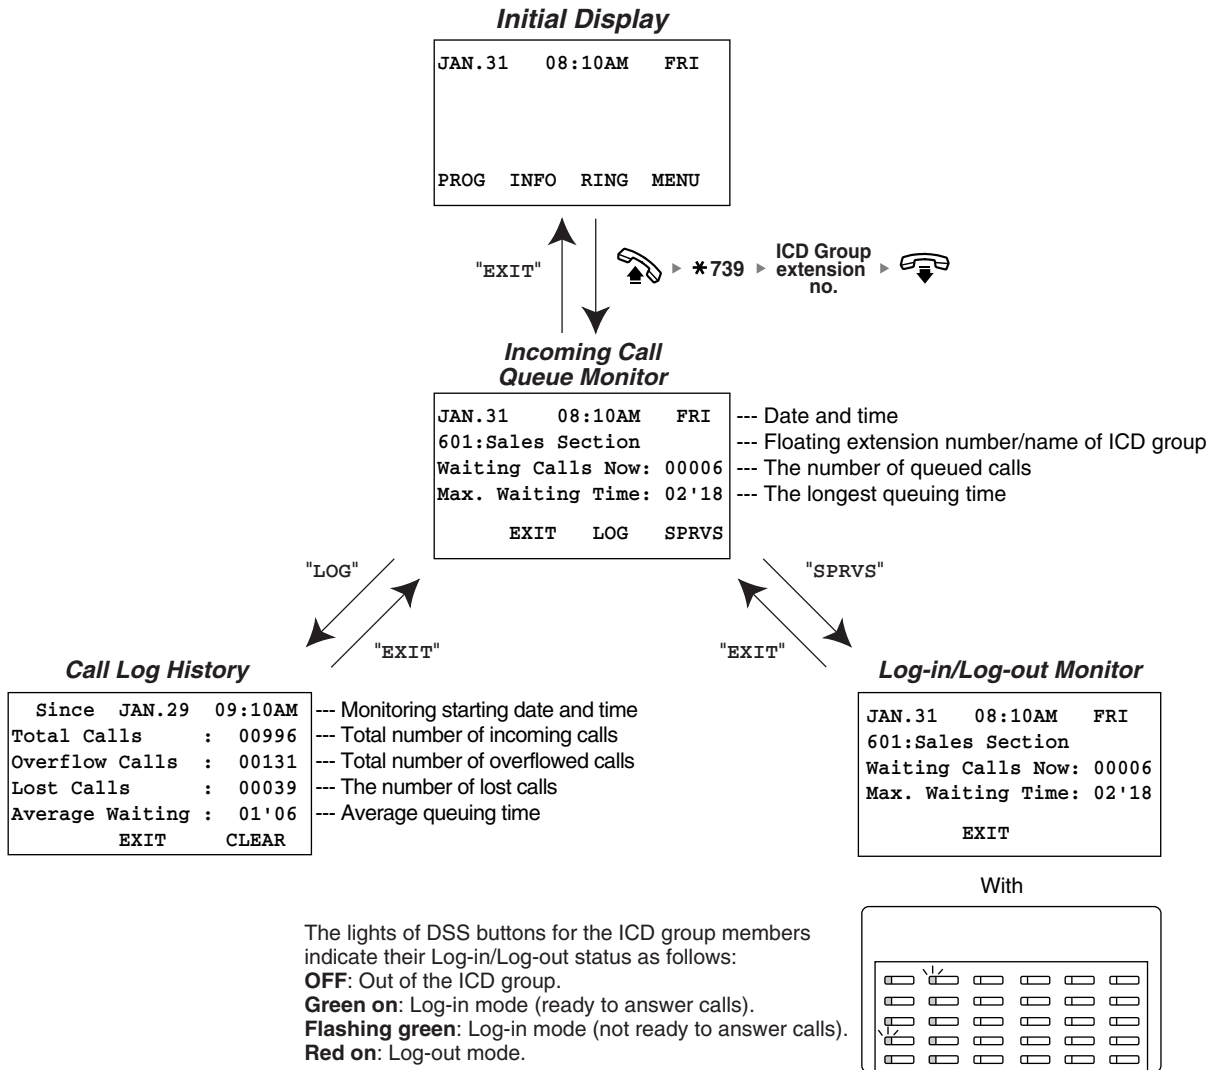 Initial Display
JAN.31 08:10AM FRI
PROG INFO RING MENU
"EXIT"
*739
ICD Group
extension
no.
Incoming Call
Queue Monitor
JAN.31 08:10AM FRI --- Date and time
601:Sales Section --- Floating extension number/name of ICD group
Waiting Calls Now: 00006 --- The number of queued calls
Max. Waiting Time: 02'18 --- The longest queuing time
EXIT LOG SPRVS
"LOG"
"EXIT"
"SPRVS"
"EXIT"
Call Log History
Since JAN.29 09:10AM --- Monitoring starting date and time
Total Calls : 00996 --- Total number of incoming calls
Overflow Calls : 00131 --- Total number of overflowed calls
Lost Calls : 00039 --- The number of lost calls
Average Waiting : 01'06 --- Average queuing time
EXIT CLEAR
Log-in/Log-out Monitor
JAN.31 08:10AM FRI
601:Sales Section
Waiting Calls Now: 00006
Max. Waiting Time: 02'18
EXIT
With
The lights of DSS buttons for the ICD group members
indicate their Log-in/Log-out status as follows:
OFF: Out of the ICD group.
Green on: Log-in mode (ready to answer calls).
Flashing green: Log-in mode (not ready to answer calls).
Red on: Log-out mode.